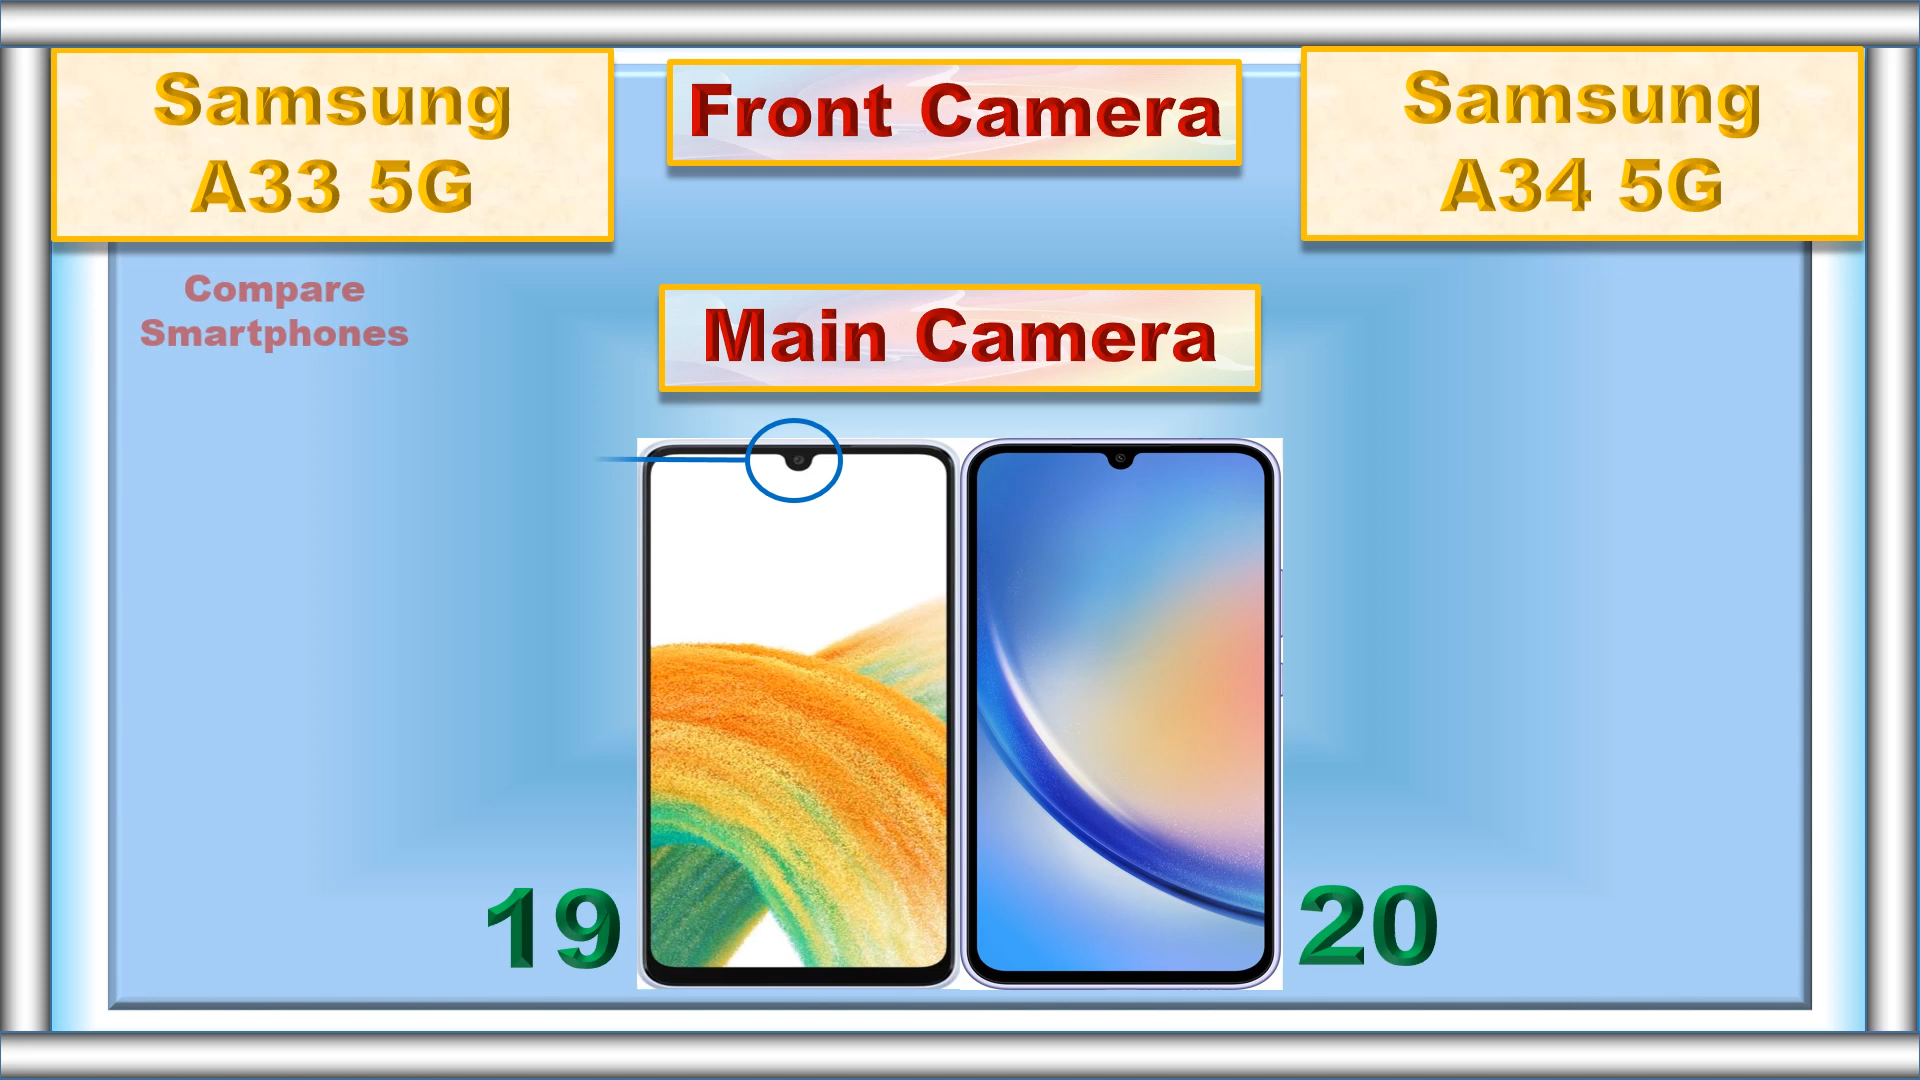 Samsung
A33 5G
Front Camera
Samsung
A34 5G
Compare
Smartphones
Main Camera
19
20